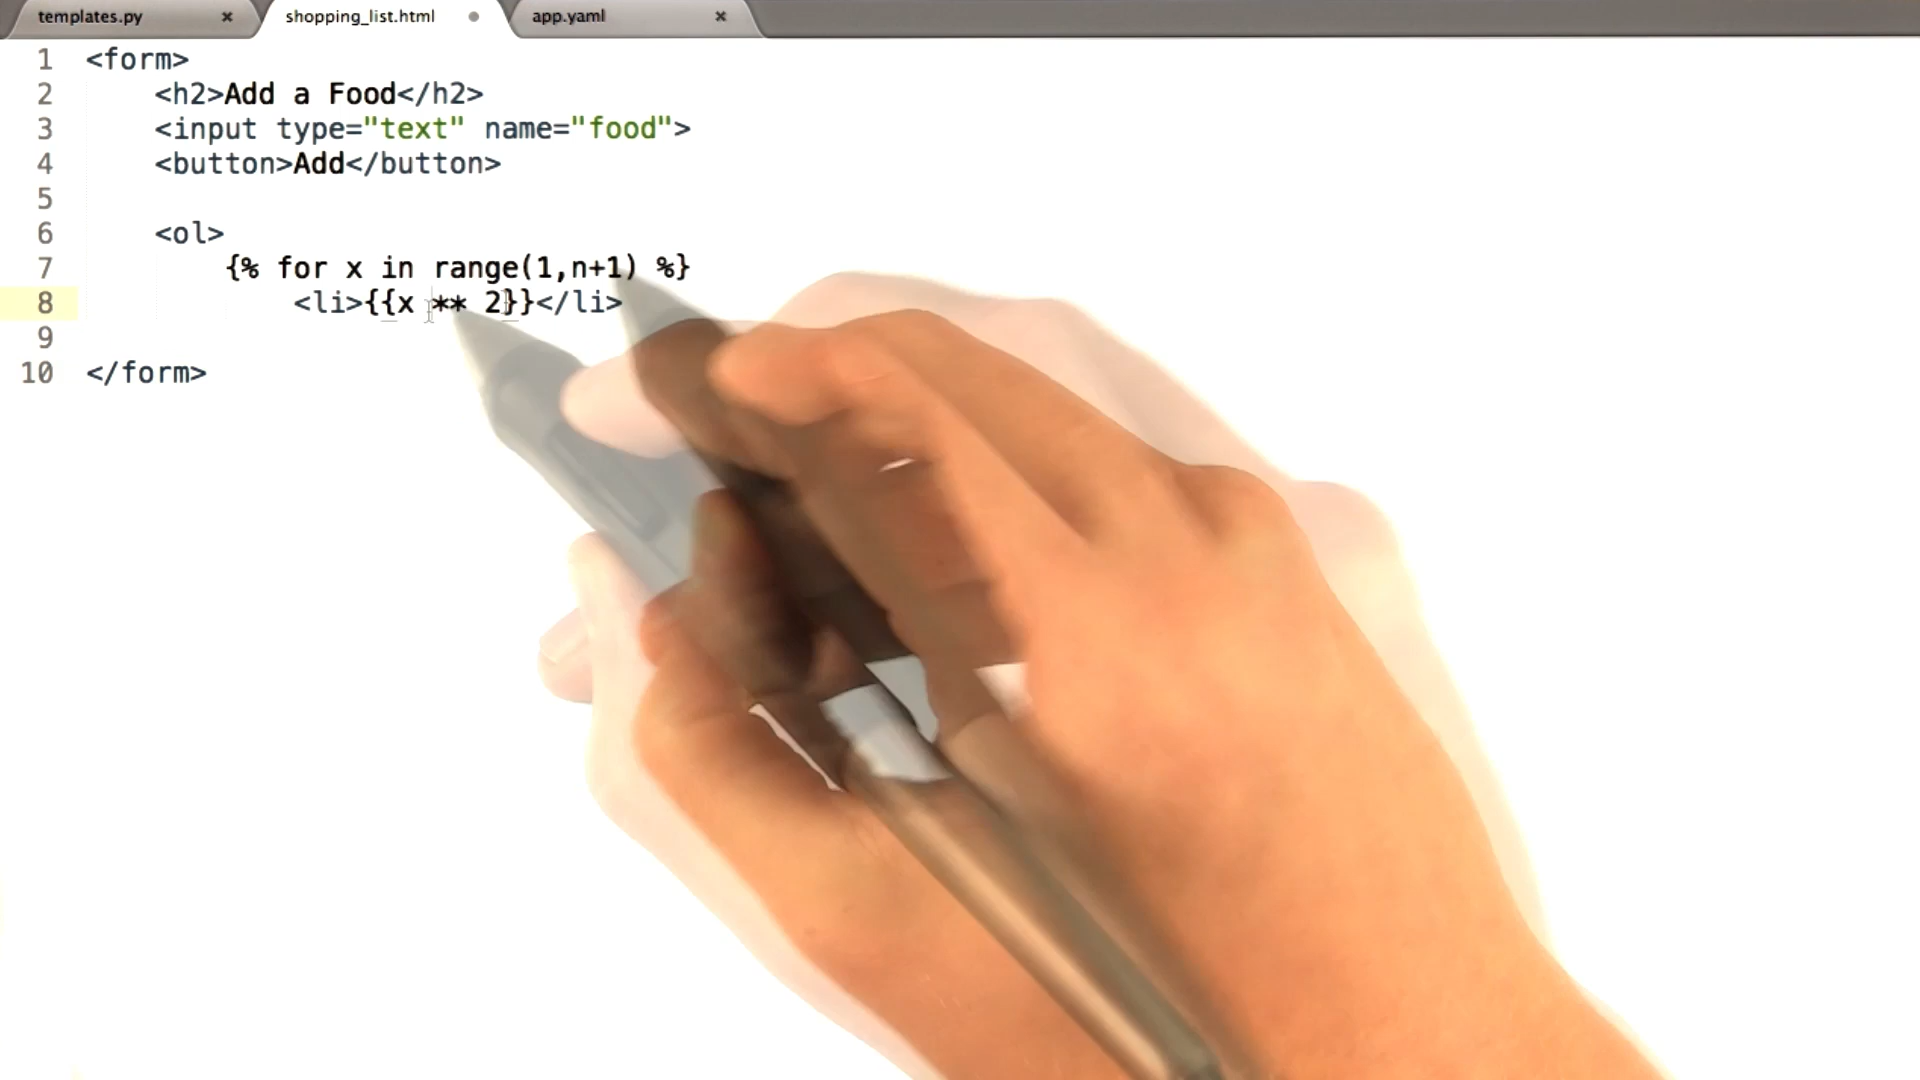 templates.py × shopping_list.html app.yaml ×
1 <form>
2 <h2>Add a Food</h2>
3 <input type="text" name="food">
4 <button>Add</button>
5
6 <ol>
7 {% for x in range(1,n+1) %}
8 <li>{{x ** 2}}</li>
9
10 </form>